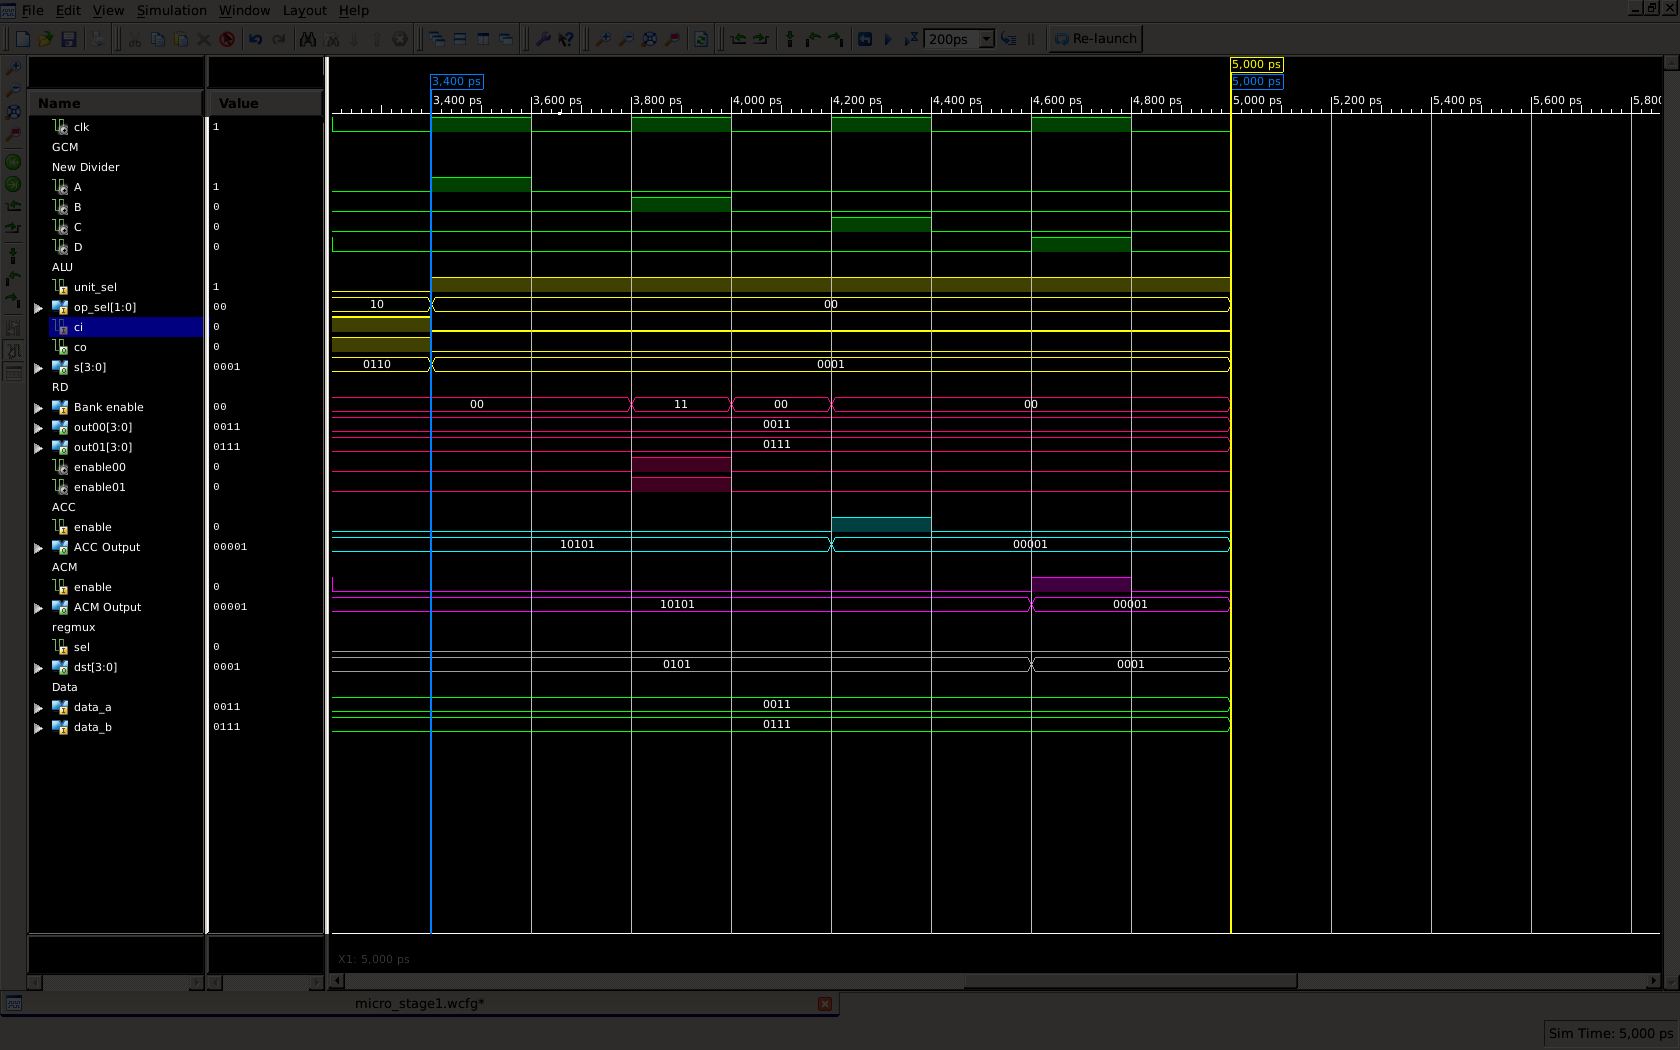 File Edit View Simulation Window Layout Help
200ps Re-launch
5,000 ps
3,400 ps 5,000 ps
3,400 ps 3,600 ps 3,800 ps 4,000 ps 4,200 ps 4,400 ps 4,600 ps 4,800 ps 5,000 ps 5,200 ps 5,400 ps 5,600 ps 5,800
Name Value
clk 1
GCM
New Divider
A 1
B 0
C 0
D 0
ALU
unit_sel 1
op_sel[1:0] 00 10 00
ci 0
co 0
s[3:0] 0001 0110 0001
RD
Bank enable 00 00 11 00 00
out00[3:0] 0011 0011
out01[3:0] 0111 0111
enable00 0
enable01 0
ACC
enable 0
ACC Output 00001 10101 00001
ACM
enable 0
ACM Output 00001 10101 00001
regmux
sel 0
dst[3:0] 0001 0101 0001
Data
data_a 0011 0011
data_b 0111 0111
X1: 5,000 ps
micro_stage1.wcfg*
Sim Time: 5,000 ps